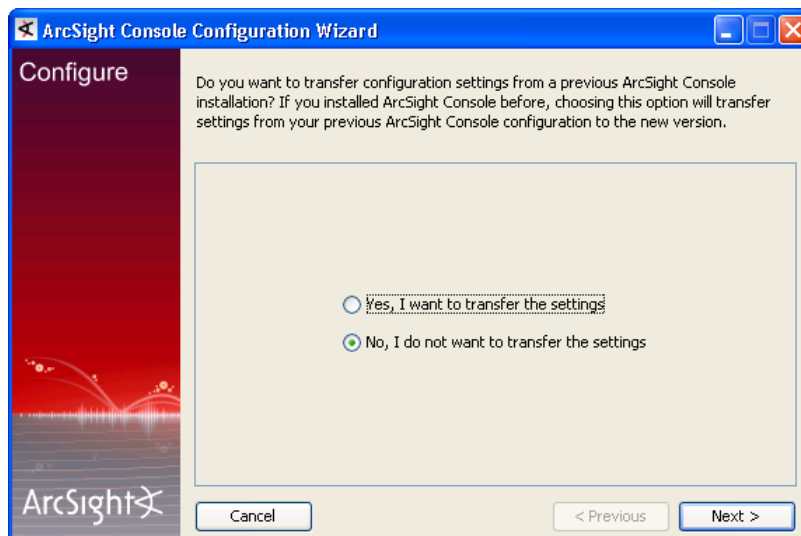 ArcSight Console Configuration Wizard
Configure
Do you want to transfer configuration settings from a previous ArcSight Console
installation? If you installed ArcSight Console before, choosing this option will transfer
settings from your previous ArcSight Console configuration to the new version.
Yes, I want to transfer the settings
No, I do not want to transfer the settings
ArcSight
Cancel
< Previous
Next >